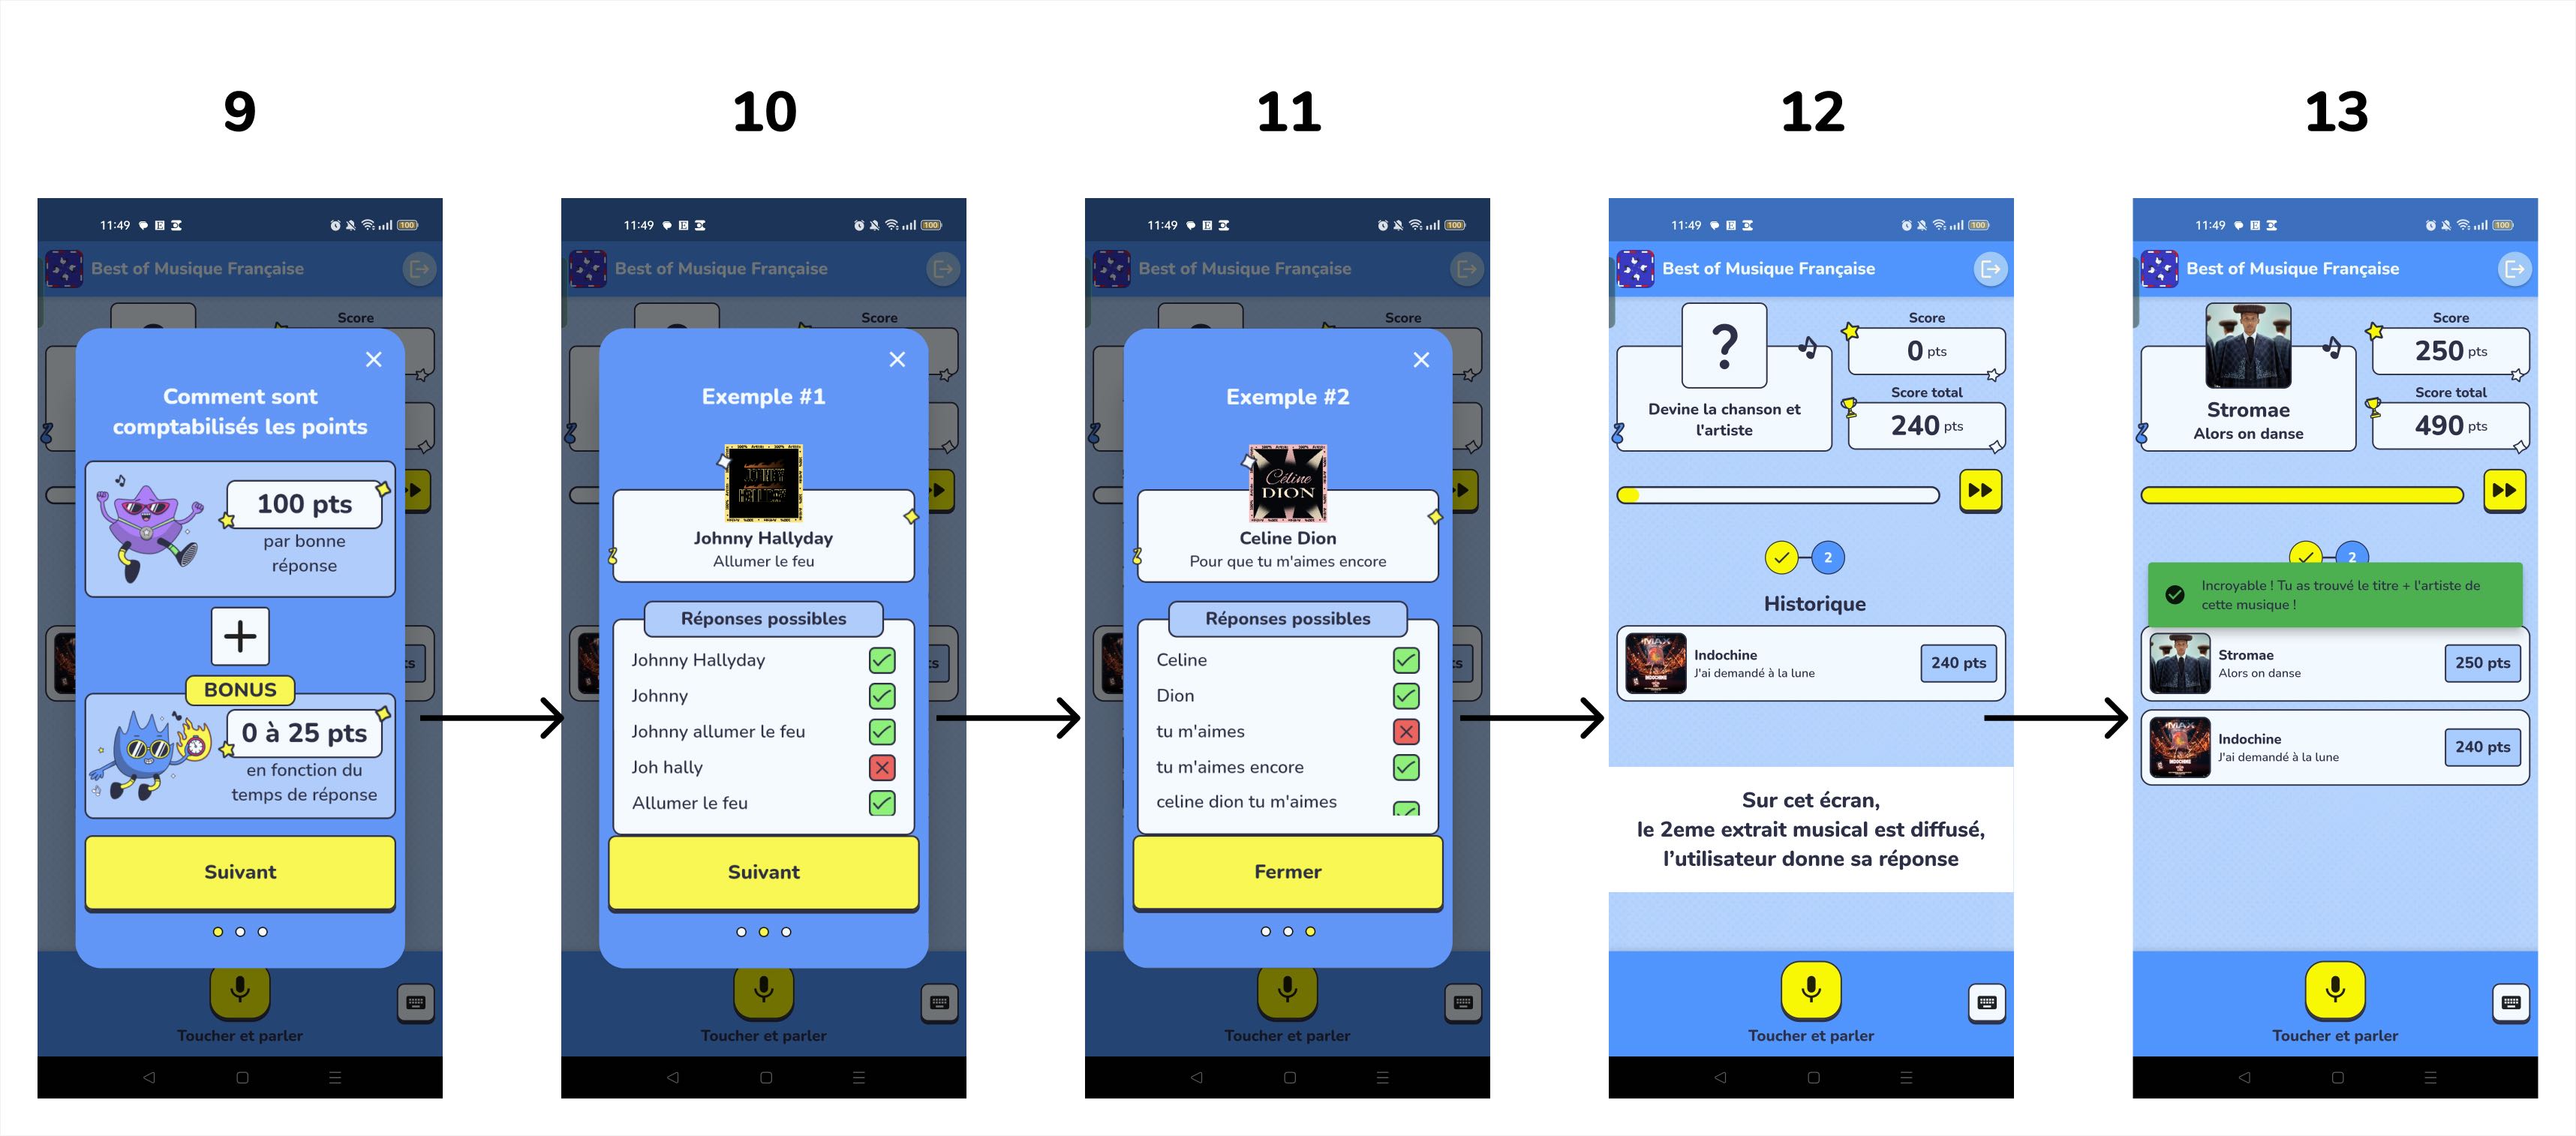 9
10
11
12
13
11:49
100
Best of Musique Française
Score
Comment sont
comptabilisés les points
100 pts
par bonne
réponse
BONUS
0 à 25 pts
en fonction du
temps de réponse
Suivant
Toucher et parler
11:49
100
Best of Musique Française
Score
Exemple #1
JOHNNY
HALLYDAY
Johnny Hallyday
Allumer le feu
Réponses possibles
Johnny Hallyday
Johnny
Johnny allumer le feu
Joh hally
Allumer le feu
Suivant
Toucher et parler
11:49
100
Best of Musique Française
Score
Exemple #2
Céline
DION
Celine Dion
Pour que tu m'aimes encore
Réponses possibles
Celine
Dion
tu m'aimes
tu m'aimes encore
celine dion tu m'aimes
Fermer
Toucher et parler
11:49
100
Best of Musique Française
Score
?
0 pts
Devine la chanson et
l'artiste
Score total
240 pts
2
Historique
Indochine
J'ai demandé à la lune
240 pts
Sur cet écran,
le 2eme extrait musical est diffusé,
l’utilisateur donne sa réponse
Toucher et parler
11:49
100
Best of Musique Française
Score
250 pts
Stromae
Alors on danse
Score total
490 pts
2
Incroyable ! Tu as trouvé le titre + l'artiste de
cette musique !
Stromae
Alors on danse
250 pts
Indochine
J'ai demandé à la lune
240 pts
Toucher et parler